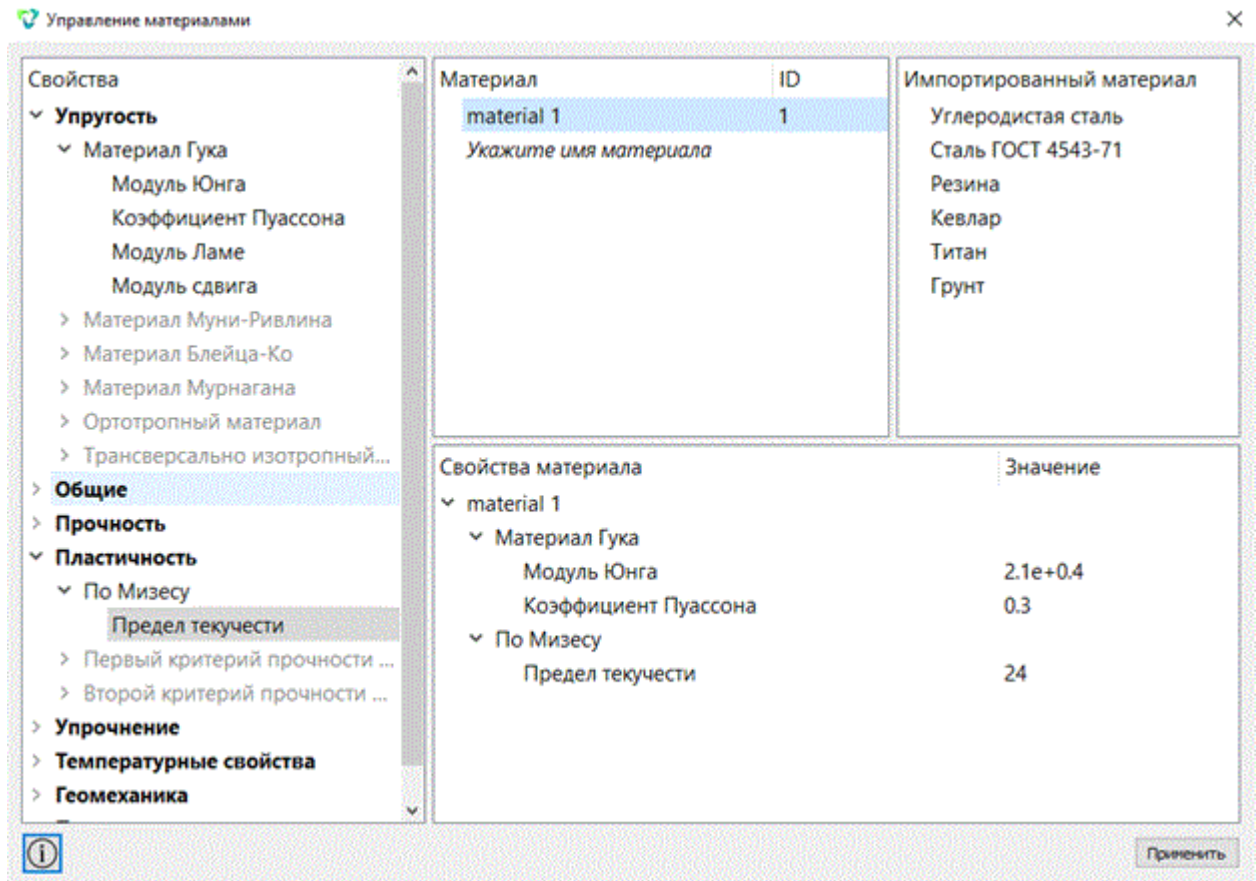 Управление материалами
Свойства
Упругость
Материал Гука
Модуль Юнга
Коэффициент Пуассона
Модуль Ламе
Модуль сдвига
Материал Муни-Ривлина
Материал Блейца-Ко
Материал Мурнагана
Ортотропный материал
Трансверсально изотропный...
Общие
Прочность
Пластичность
По Мизесу
Предел текучести
Первый критерий прочности ...
Второй критерий прочности ...
Упрочнение
Температурные свойства
Геомеханика
Материал ID
material 1 1
Укажите имя материала
Импортированный материал
Углеродистая сталь
Сталь ГОСТ 4543-71
Резина
Кевлар
Титан
Грунт
Свойства материала Значение
material 1
Материал Гука
Модуль Юнга 2.1e+0.4
Коэффициент Пуассона 0.3
По Мизесу
Предел текучести 24
Применить